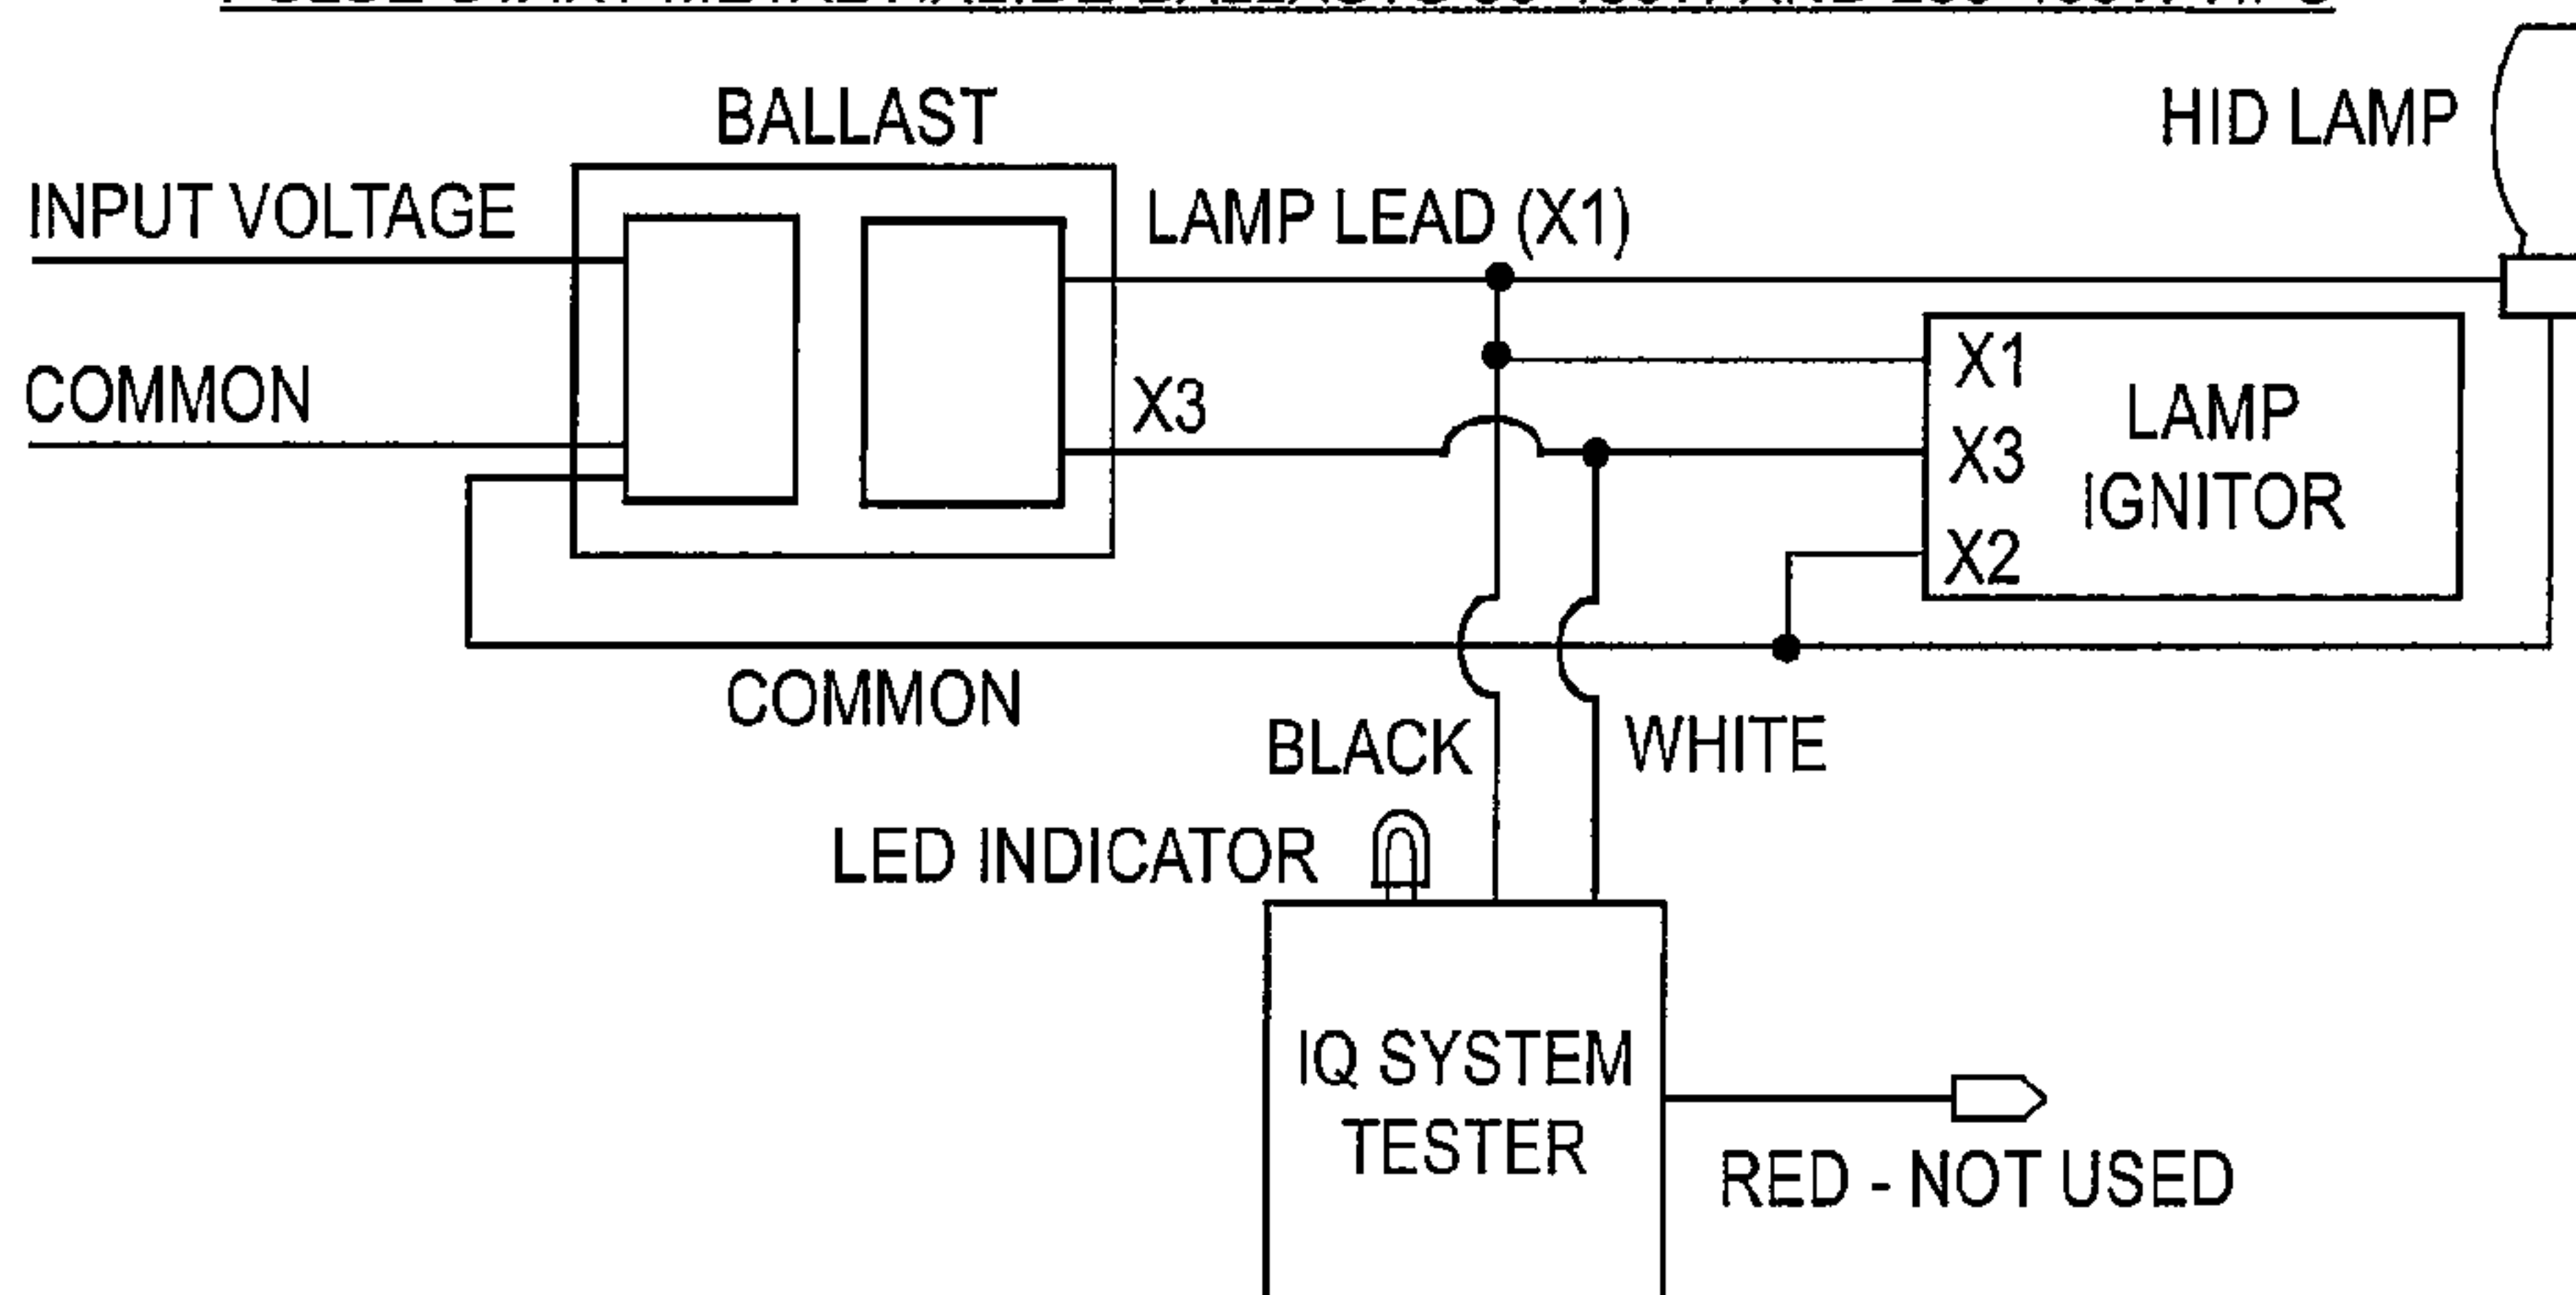 BALLAST
HID LAMP
INPUT VOLTAGE
LAMP LEAD (X1)
COMMON
X3
X1
LAMP
X3
IGNITOR
X2
COMMON
BLACK
WHITE
LED INDICATOR
IQ SYSTEM
TESTER
RED - NOT USED